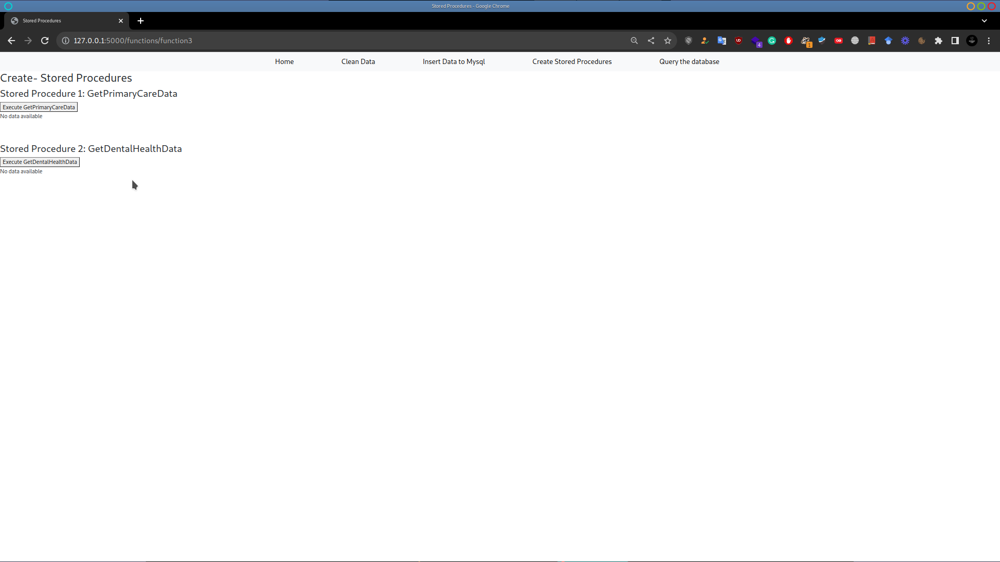 Stored Procedures - Google Chrome
Stored Procedures
127.0.0.1:5000/functions/function3
4
1
Home Clean Data Insert Data to Mysql Create Stored Procedures Query the database
Create- Stored Procedures
Stored Procedure 1: GetPrimaryCareData
Execute GetPrimaryCareData
No data available
Stored Procedure 2: GetDentalHealthData
Execute GetDentalHealthData
No data available